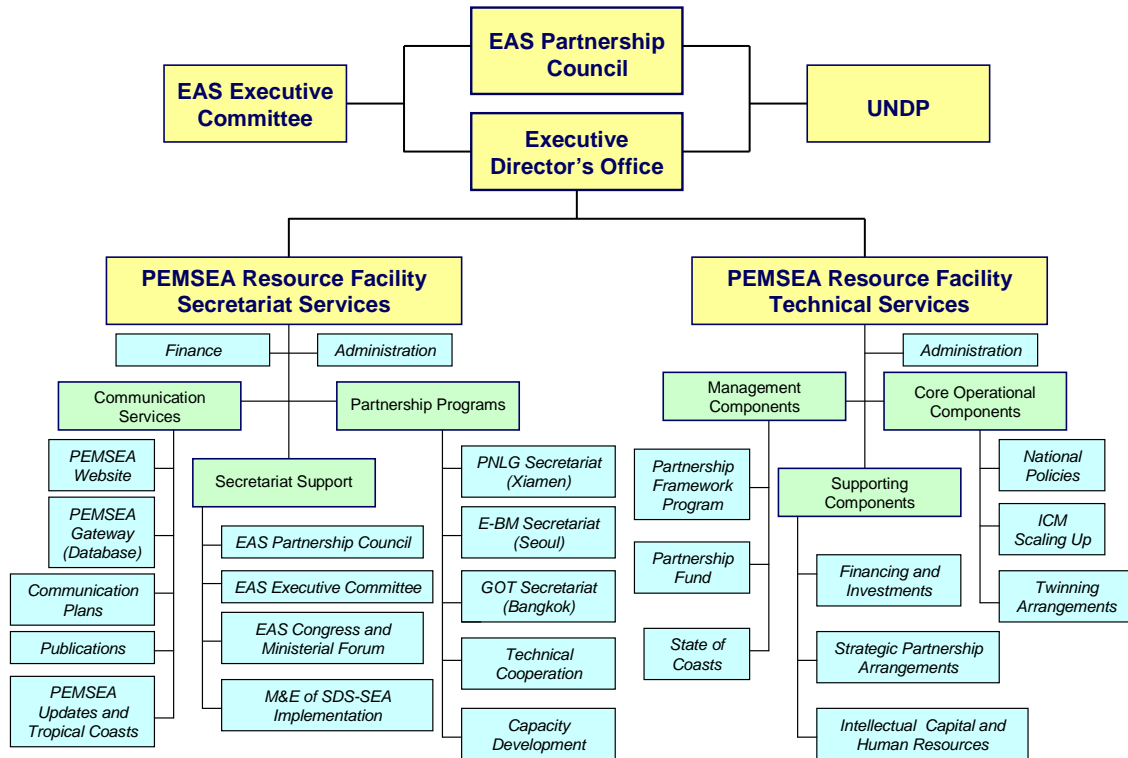 EAS Partnership
Council
EAS Executive
Committee
UNDP
Executive
Director's Office
PEMSEA Resource Facility
Secretariat Services
PEMSEA Resource Facility
Technical Services
Finance
Administration
Administration
Communication
Services
Partnership Programs
Management
Components
Core Operational
Components
PEMSEA
Website
PEMSEA
Gateway
(Database)
Communication
Plans
Publications
PEMSEA
Updates and
Tropical Coasts
Secretariat Support
EAS Partnership Council
EAS Executive Committee
EAS Congress and
Ministerial Forum
M&E of SDS-SEA
Implementation
PNLG Secretariat
(Xiamen)
E-BM Secretariat
(Seoul)
GOT Secretariat
(Bangkok)
Technical
Cooperation
Capacity
Development
Partnership
Framework
Program
Partnership
Fund
State of
Coasts
Supporting
Components
Financing and
Investments
Strategic Partnership
Arrangements
Intellectual Capital and
Human Resources
National
Policies
ICM
Scaling Up
Twinning
Arrangements